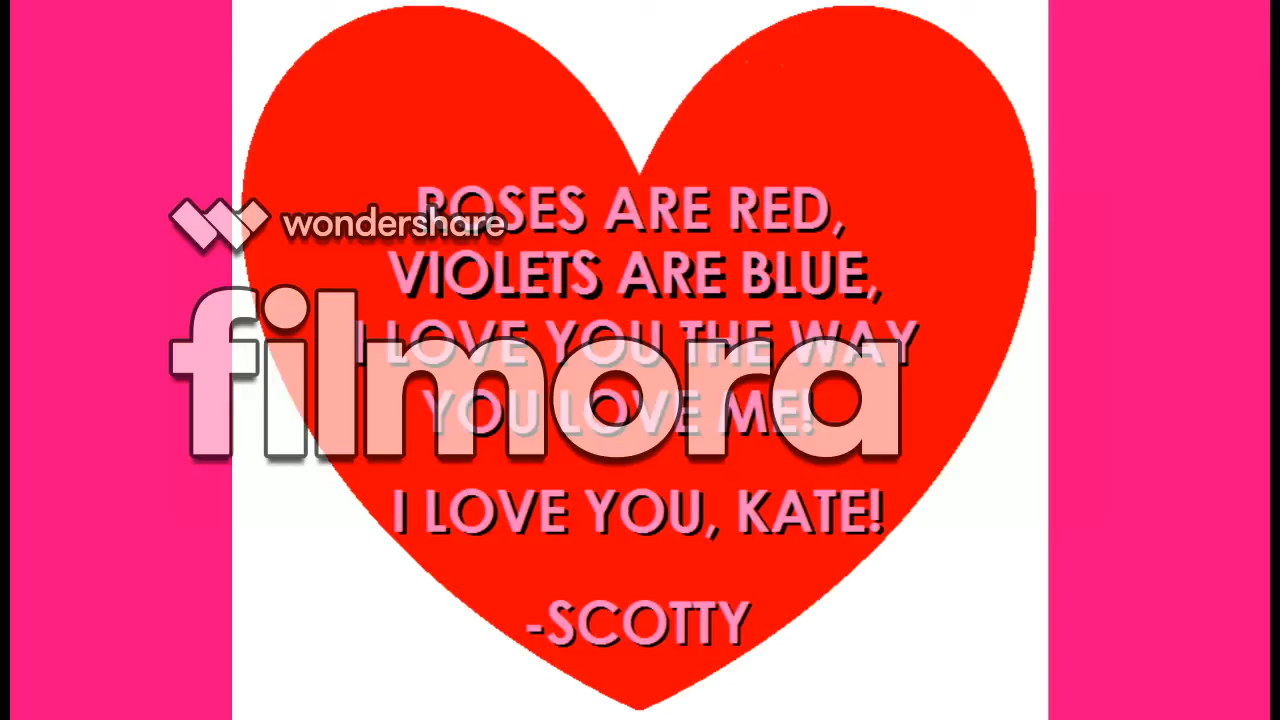 ROSES ARE RED,
wondershare
VIOLETS ARE BLUE,
I LOVE YOU THE WAY
filmora
YOU LOVE ME!
I LOVE YOU, KATE!
-SCOTTY